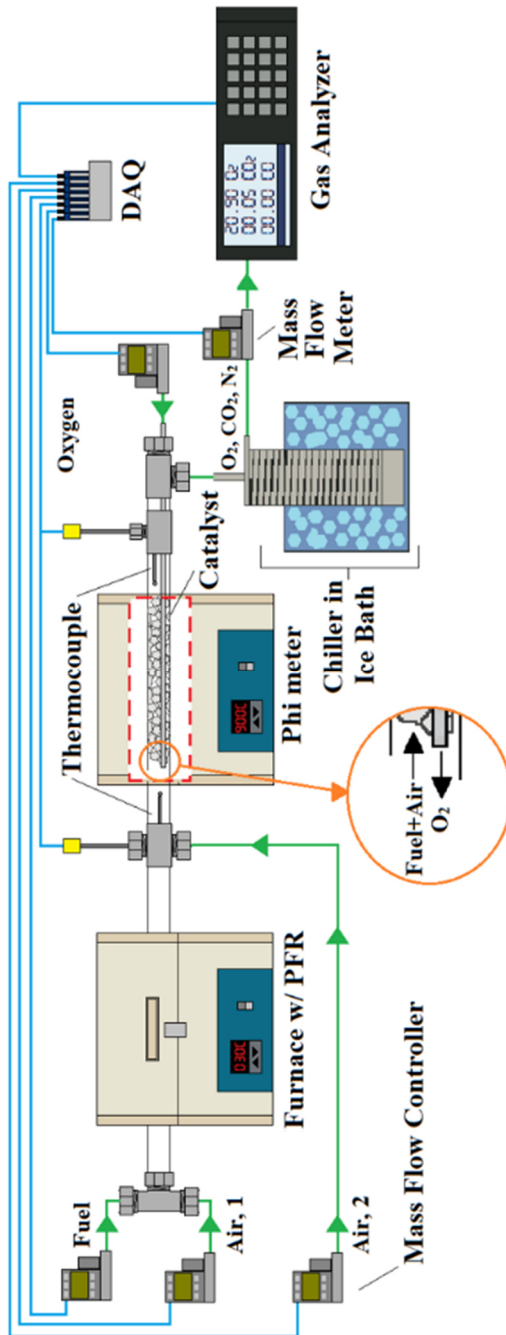 Fuel
Air, 1
Air, 2
Mass Flow Controller
Furnace w/ PFR
030C
Thermocouple
Phi meter
900C
Catalyst
Fuel+Air
O₂
Oxygen
O₂, CO₂, N₂
Chiller in
Ice Bath
Mass
Flow
Meter
DAQ
Gas Analyzer
20.90 O₂
00.05 CO₂
00.00 CO